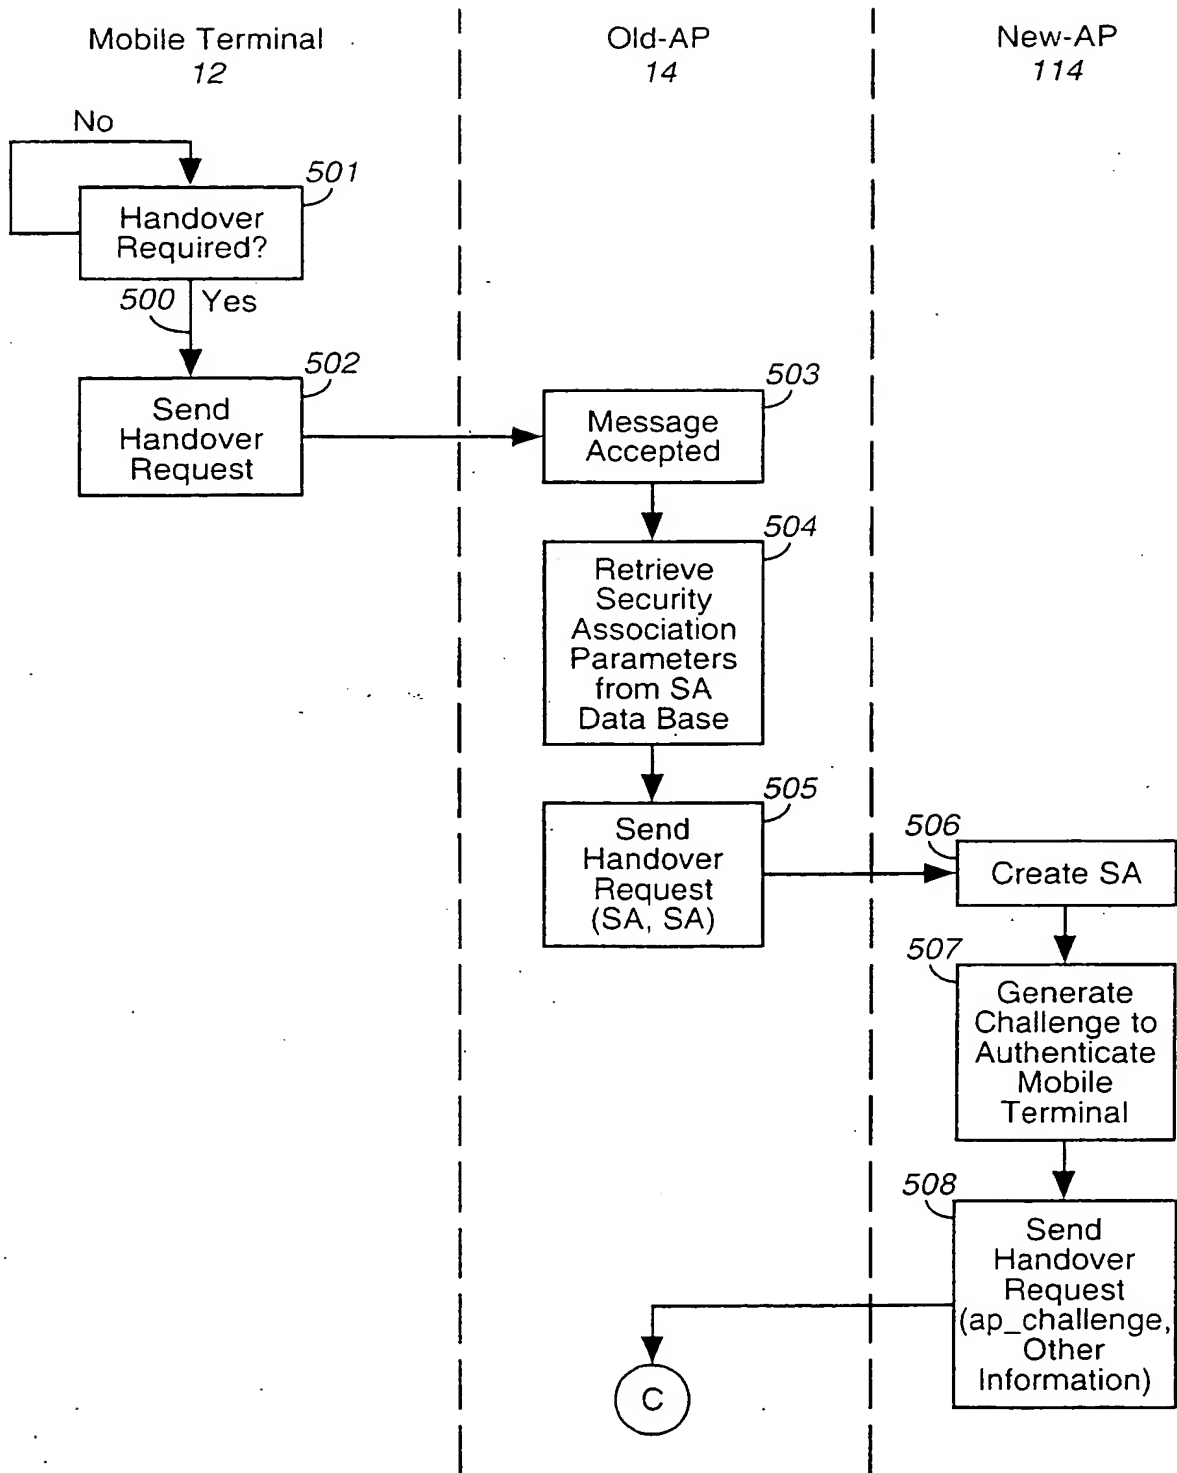 Mobile Terminal
12
Old-AP
14
New-AP
114
No
501
Handover
Required?
500
Yes
502
Send
Handover
Request
503
Message
Accepted
504
Retrieve
Security
Association
Parameters
from SA
Data Base
505
Send
Handover
Request
(SA, SA)
506
Create SA
507
Generate
Challenge to
Authenticate
Mobile
Terminal
508
Send
Handover
Request
(ap_challenge,
Other
Information)
C